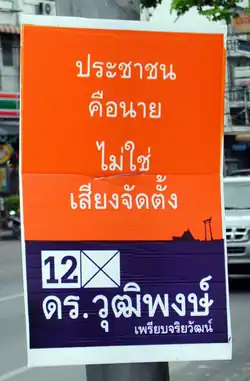 ประชาชน
คือนาย
ไม่ใช่
เสียงจัดตั้ง
12
ดร.วุฒิพงษ์
เพรียบจริยวัฒน์